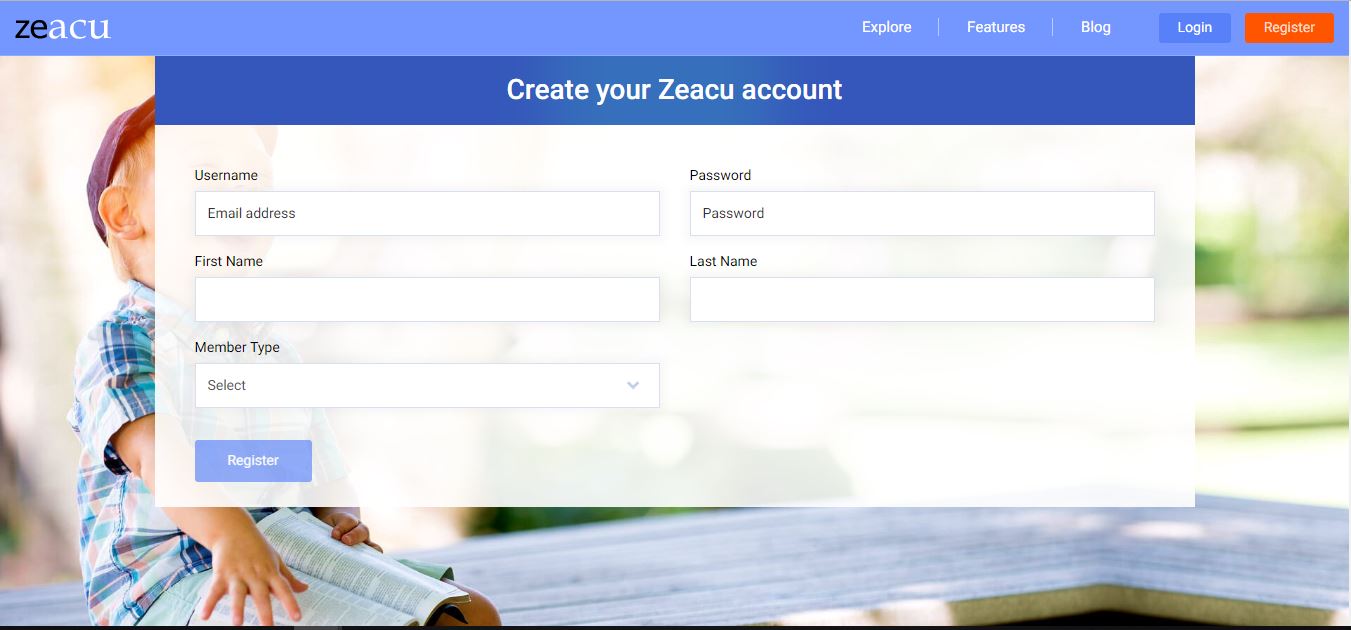 zeacu
Explore Features Blog Login Register
Create your Zeacu account
Username Password
Email address Password
First Name Last Name
Member Type
Select
Register